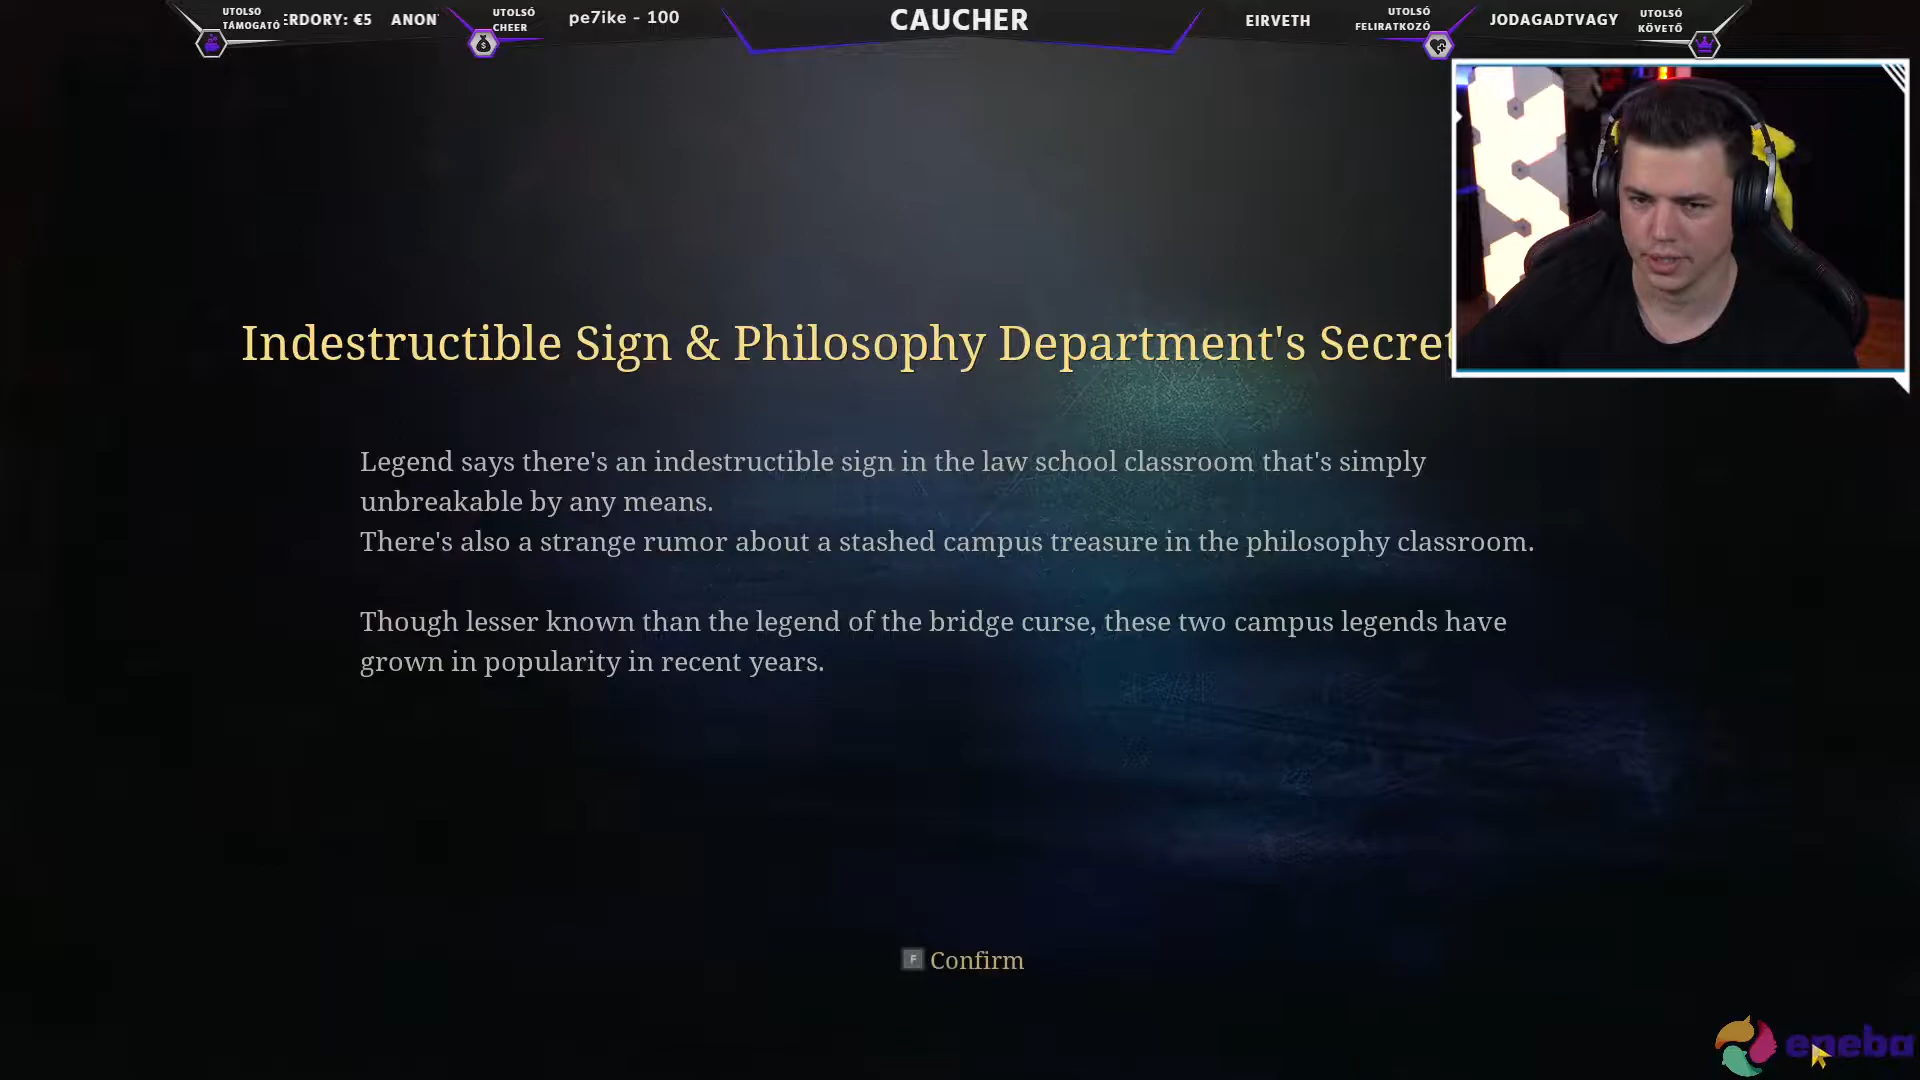 UTOLSÓ
TÁMOGATÓ
ERDORY: €5
ANON
UTOLSÓ
CHEER
pe7ike - 100
CAUCHER
EIRVETH
UTOLSÓ
FELIRATKOZÓ
JODAGADTVAGY
UTOLSÓ
KÖVETŐ
Indestructible Sign & Philosophy Department's Secret
Legend says there's an indestructible sign in the law school classroom that's simply
unbreakable by any means.
There's also a strange rumor about a stashed campus treasure in the philosophy classroom.
Though lesser known than the legend of the bridge curse, these two campus legends have
grown in popularity in recent years.
F Confirm
eneba